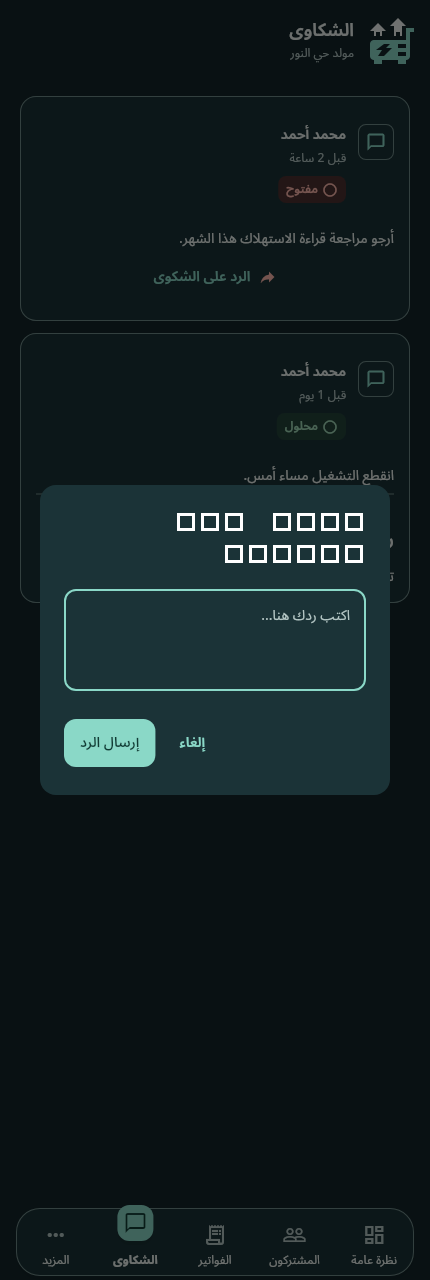 الشكاوى
مولد حي النور
محمد أحمد
قبل 2 ساعة
مفتوح
أرجو مراجعة قراءة الاستهلاك هذا الشهر.
الرد على الشكوى
محمد أحمد
قبل 1 يوم
محلول
انقطع التشغيل مساء أمس.
اكتب ردك هنا...
إلغاء
إرسال الرد
نظرة عامة
المشتركون
الفواتير
الشكاوى
المزيد